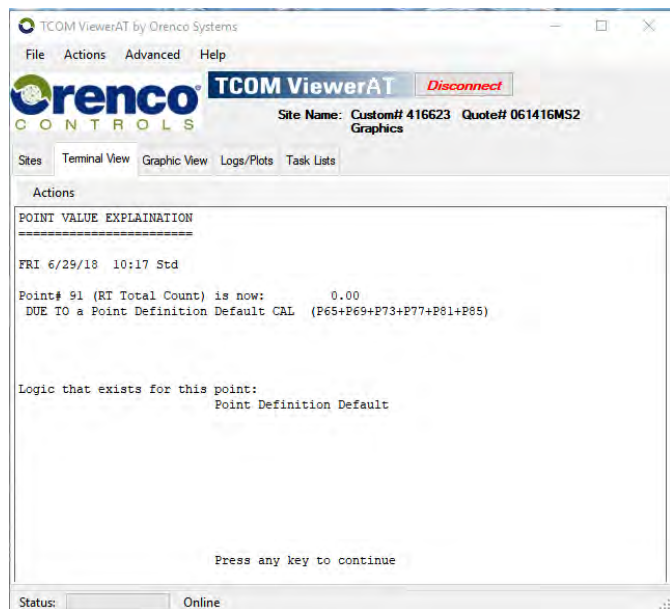 TCOM ViewerAT by Orenco Systems
File Actions Advanced Help
Orenco
CONTROLS
TCOM ViewerAT
Disconnect
Site Name: Custom# 416623 Quote# 061416MS2
Graphics
Sites Terminal View Graphic View Logs/Plots Task Lists
Actions
POINT VALUE EXPLAINATION
=========================
FRI 6/29/18 10:17 Std
Point# 91 (RT Total Count) is now: 0.00
DUE TO a Point Definition Default CAL (P65+P69+P73+P77+P81+P85)
Logic that exists for this point:
Point Definition Default
Press any key to continue
Status: Online